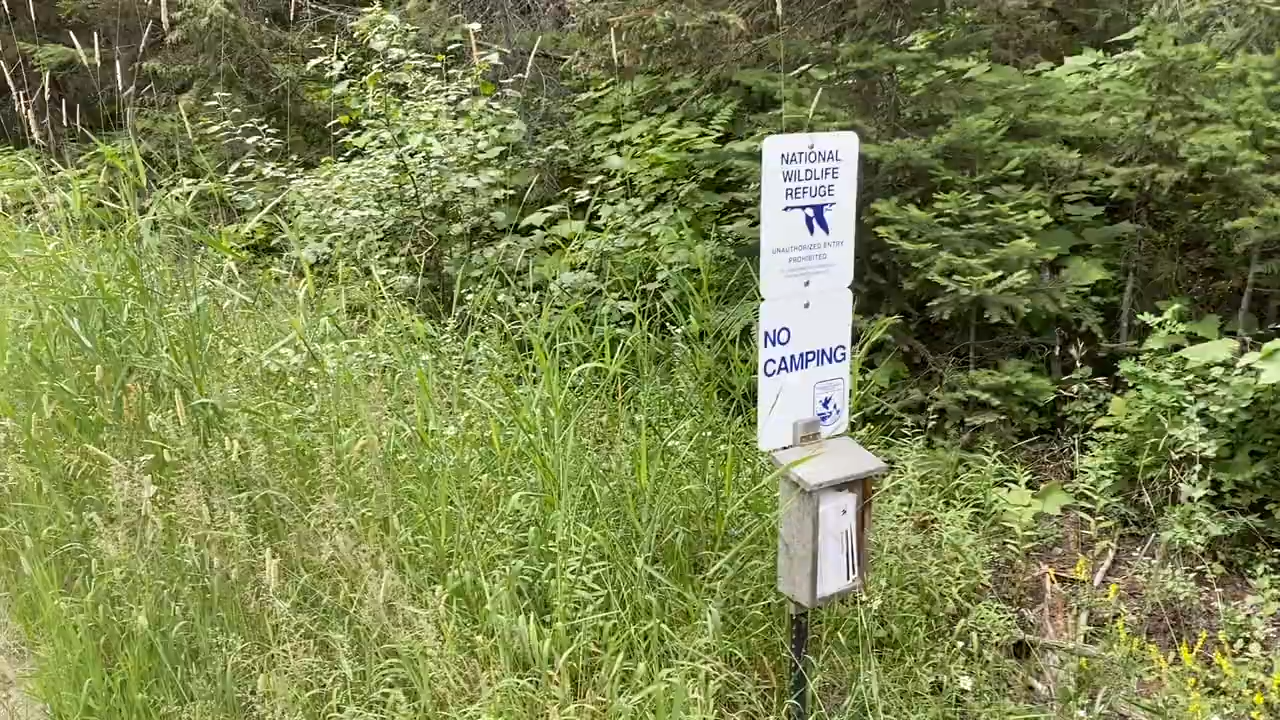 NATIONAL
WILDLIFE
REFUGE
UNAUTHORIZED ENTRY
PROHIBITED
NO
CAMPING